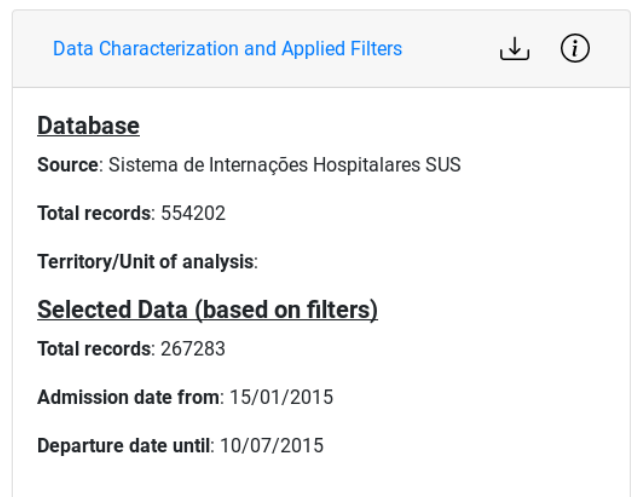 Data Characterization and Applied Filters
Database
Source: Sistema de Internações Hospitalares SUS
Total records: 554202
Territory/Unit of analysis:
Selected Data (based on filters)
Total records: 267283
Admission date from: 15/01/2015
Departure date until: 10/07/2015